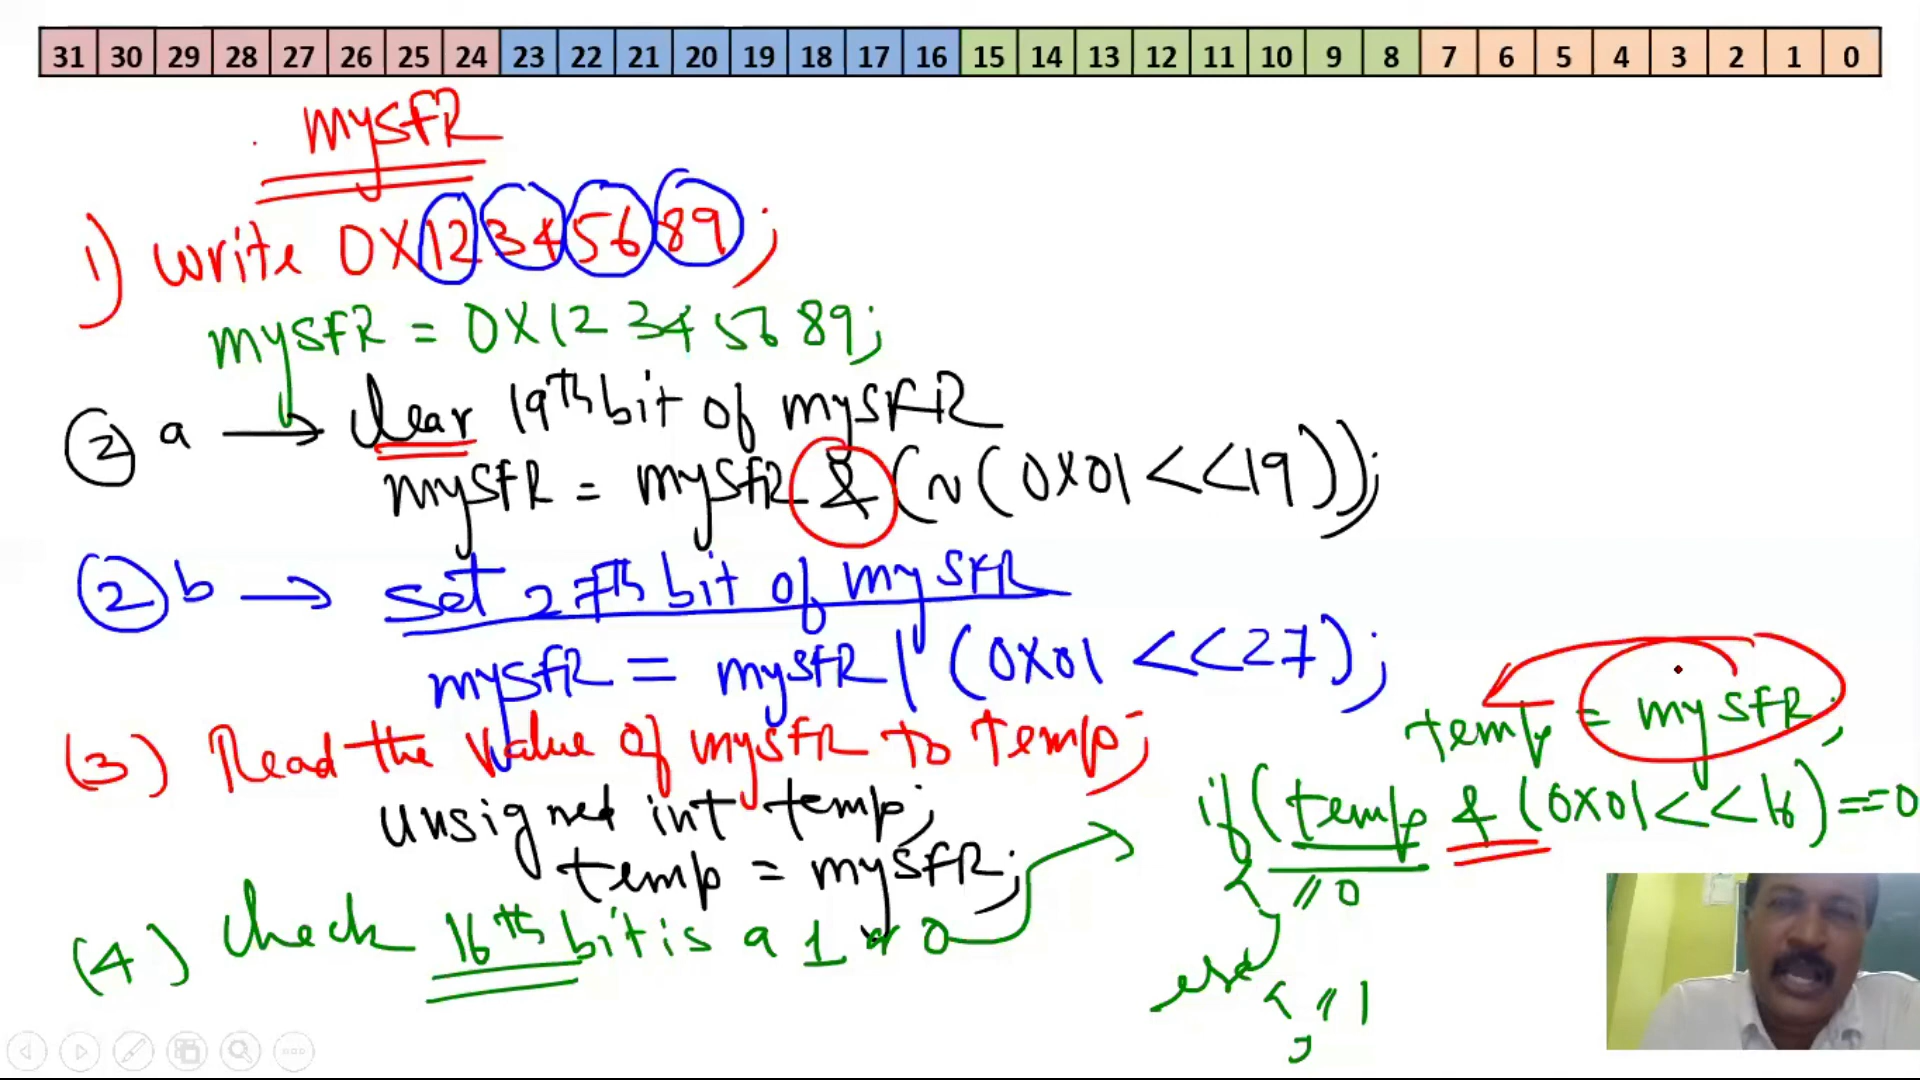 31 30 29 28 27 26 25 24 23 22 21 20 19 18 17 16 15 14 13 12 11 10 9 8 7 6 5 4 3 2 1 0
mySFR
1) write 0X12345689;
mySFR = 0X12345689;
2 a → clear 19th bit of mySFR
mySFR = mySFR & (~(0X01<<19));
2 b → set 27th bit of mySFR
mySFR = mySFR | (0X01 <<27);
(3) Read the value of mySFR to temp;
unsigned int temp;
temp = mySFR;
(4) Check 16th bit is a 1 or 0
temp = mySFR;
if (temp & (0X01<<16)==0
{ // 0
}
else
{ // 1
}